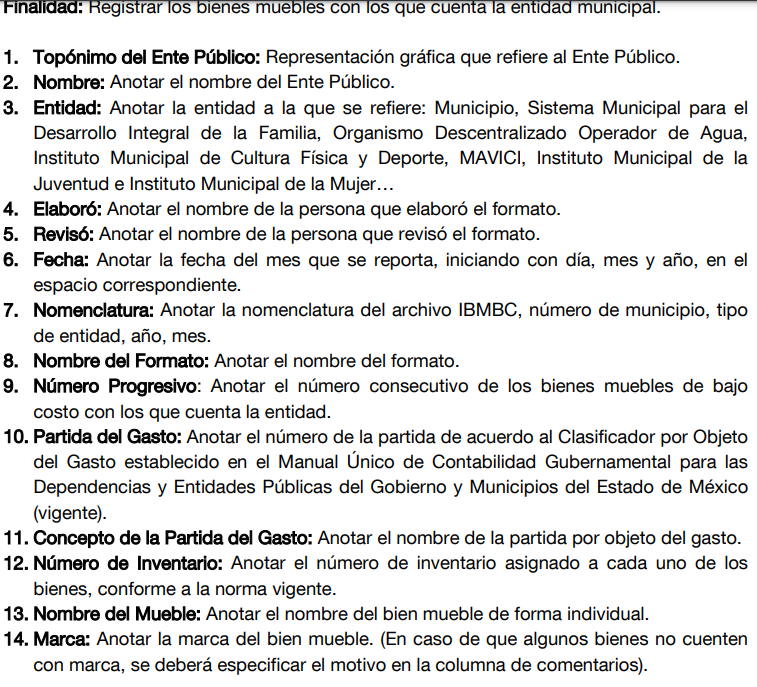 Finalidad: Registrar los bienes muebles con los que cuenta la entidad municipal.
1. Topónimo del Ente Público: Representación gráfica que refiere al Ente Público.
2. Nombre: Anotar el nombre del Ente Público.
3. Entidad: Anotar la entidad a la que se refiere: Municipio, Sistema Municipal para el
Desarrollo Integral de la Familia, Organismo Descentralizado Operador de Agua,
Instituto Municipal de Cultura Física y Deporte, MAVICI, Instituto Municipal de la
Juventud e Instituto Municipal de la Mujer…
4. Elaboró: Anotar el nombre de la persona que elaboró el formato.
5. Revisó: Anotar el nombre de la persona que revisó el formato.
6. Fecha: Anotar la fecha del mes que se reporta, iniciando con día, mes y año, en el
espacio correspondiente.
7. Nomenclatura: Anotar la nomenclatura del archivo IBMBC, número de municipio, tipo
de entidad, año, mes.
8. Nombre del Formato: Anotar el nombre del formato.
9. Número Progresivo: Anotar el número consecutivo de los bienes muebles de bajo
costo con los que cuenta la entidad.
10. Partida del Gasto: Anotar el número de la partida de acuerdo al Clasificador por Objeto
del Gasto establecido en el Manual Único de Contabilidad Gubernamental para las
Dependencias y Entidades Públicas del Gobierno y Municipios del Estado de México
(vigente).
11. Concepto de la Partida del Gasto: Anotar el nombre de la partida por objeto del gasto.
12. Número de Inventario: Anotar el número de inventario asignado a cada uno de los
bienes, conforme a la norma vigente.
13. Nombre del Mueble: Anotar el nombre del bien mueble de forma individual.
14. Marca: Anotar la marca del bien mueble. (En caso de que algunos bienes no cuenten
con marca, se deberá especificar el motivo en la columna de comentarios).